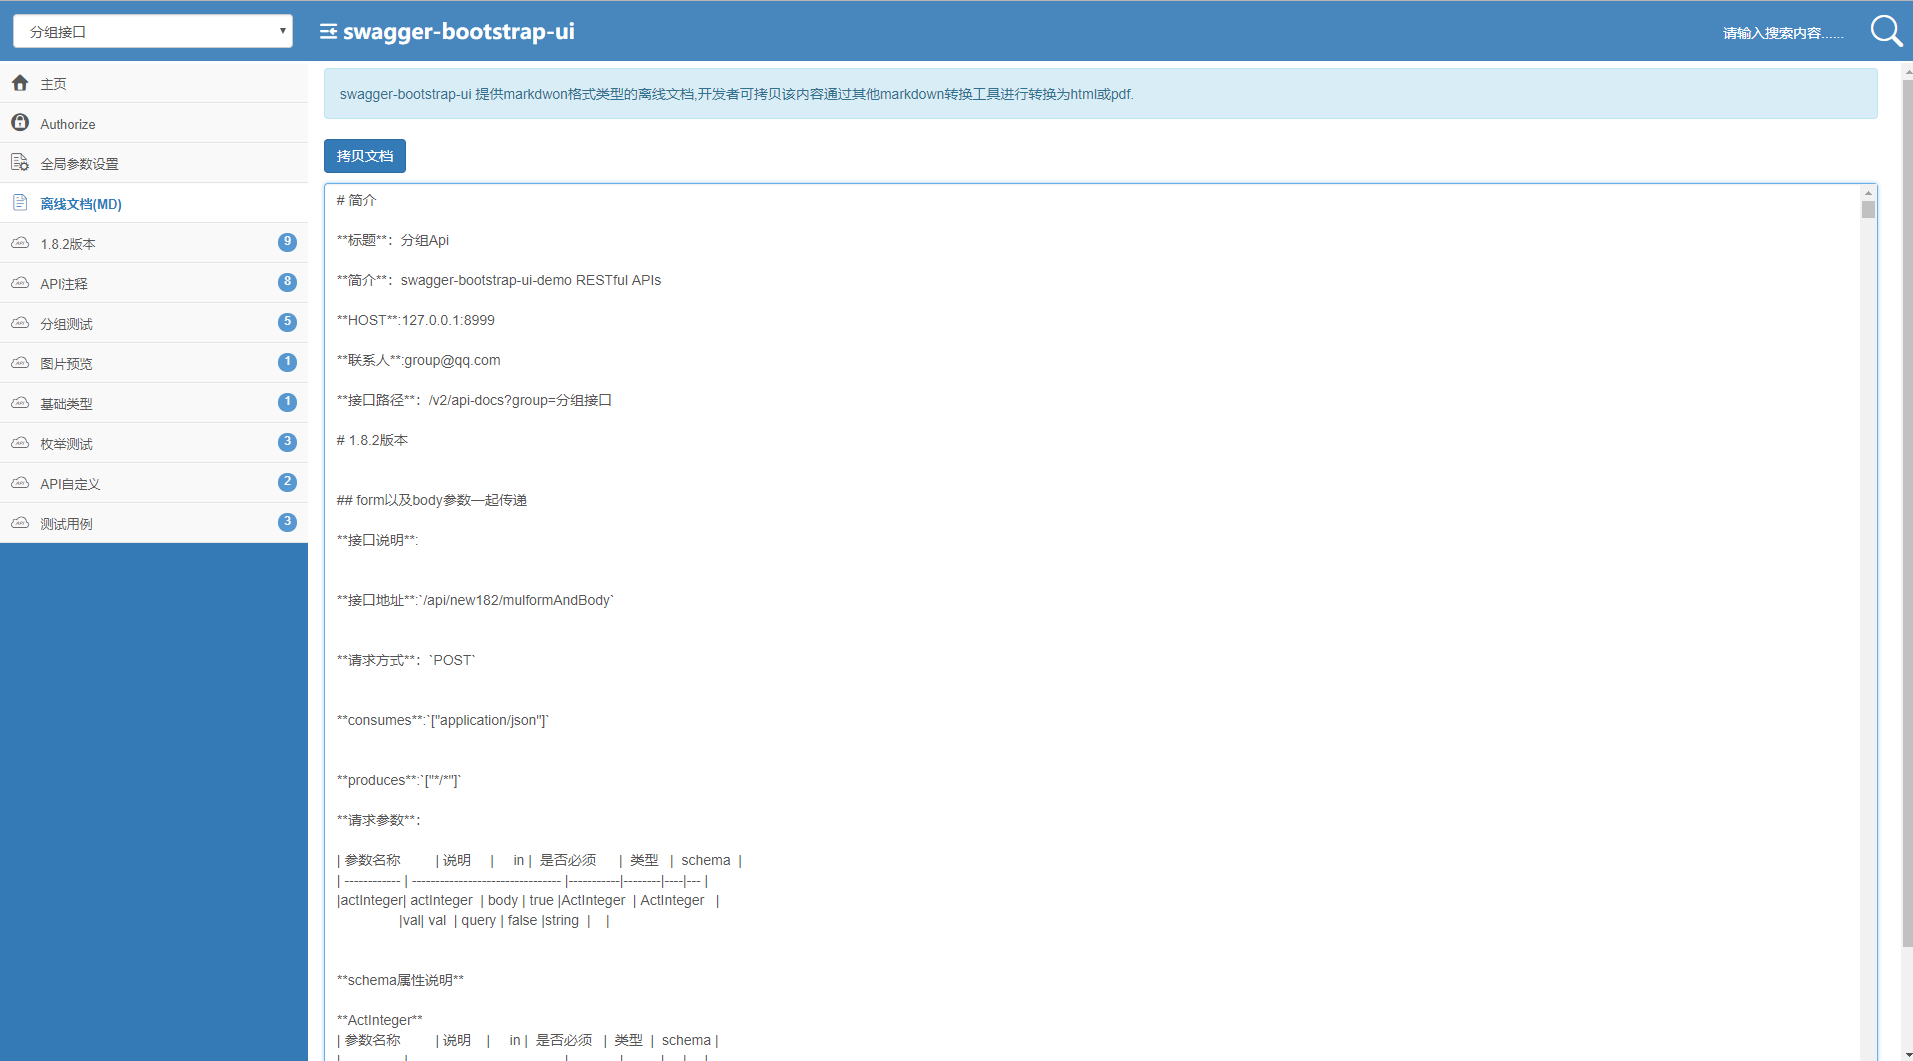 分组接口
swagger-bootstrap-ui
请输入搜索内容......
主页
Authorize
全局参数设置
离线文档(MD)
1.8.2版本 9
API注释 8
分组测试 5
图片预览 1
基础类型 1
枚举测试 3
API自定义 2
测试用例 3
swagger-bootstrap-ui 提供markdwon格式类型的离线文档,开发者可拷贝该内容通过其他markdown转换工具进行转换为html或pdf.
拷贝文档
# 简介
**标题**：分组Api
**简介**：swagger-bootstrap-ui-demo RESTful APIs
**HOST**:127.0.0.1:8999
**联系人**:group@qq.com
**接口路径**：/v2/api-docs?group=分组接口
# 1.8.2版本
## form以及body参数一起传递
**接口说明**:
**接口地址**:`/api/new182/mulformAndBody`
**请求方式**：`POST`
**consumes**:`["application/json"]`
**produces**:`["*/*"]`
**请求参数**：
| 参数名称 | 说明 | in | 是否必须 | 类型 | schema |
| ------------ | -------------------------------- |-----------|--------|----|--- |
|actInteger| actInteger | body | true |ActInteger | ActInteger |
|val| val | query | false |string | |
**schema属性说明**
**ActInteger**
| 参数名称 | 说明 | in | 是否必须 | 类型 | schema |